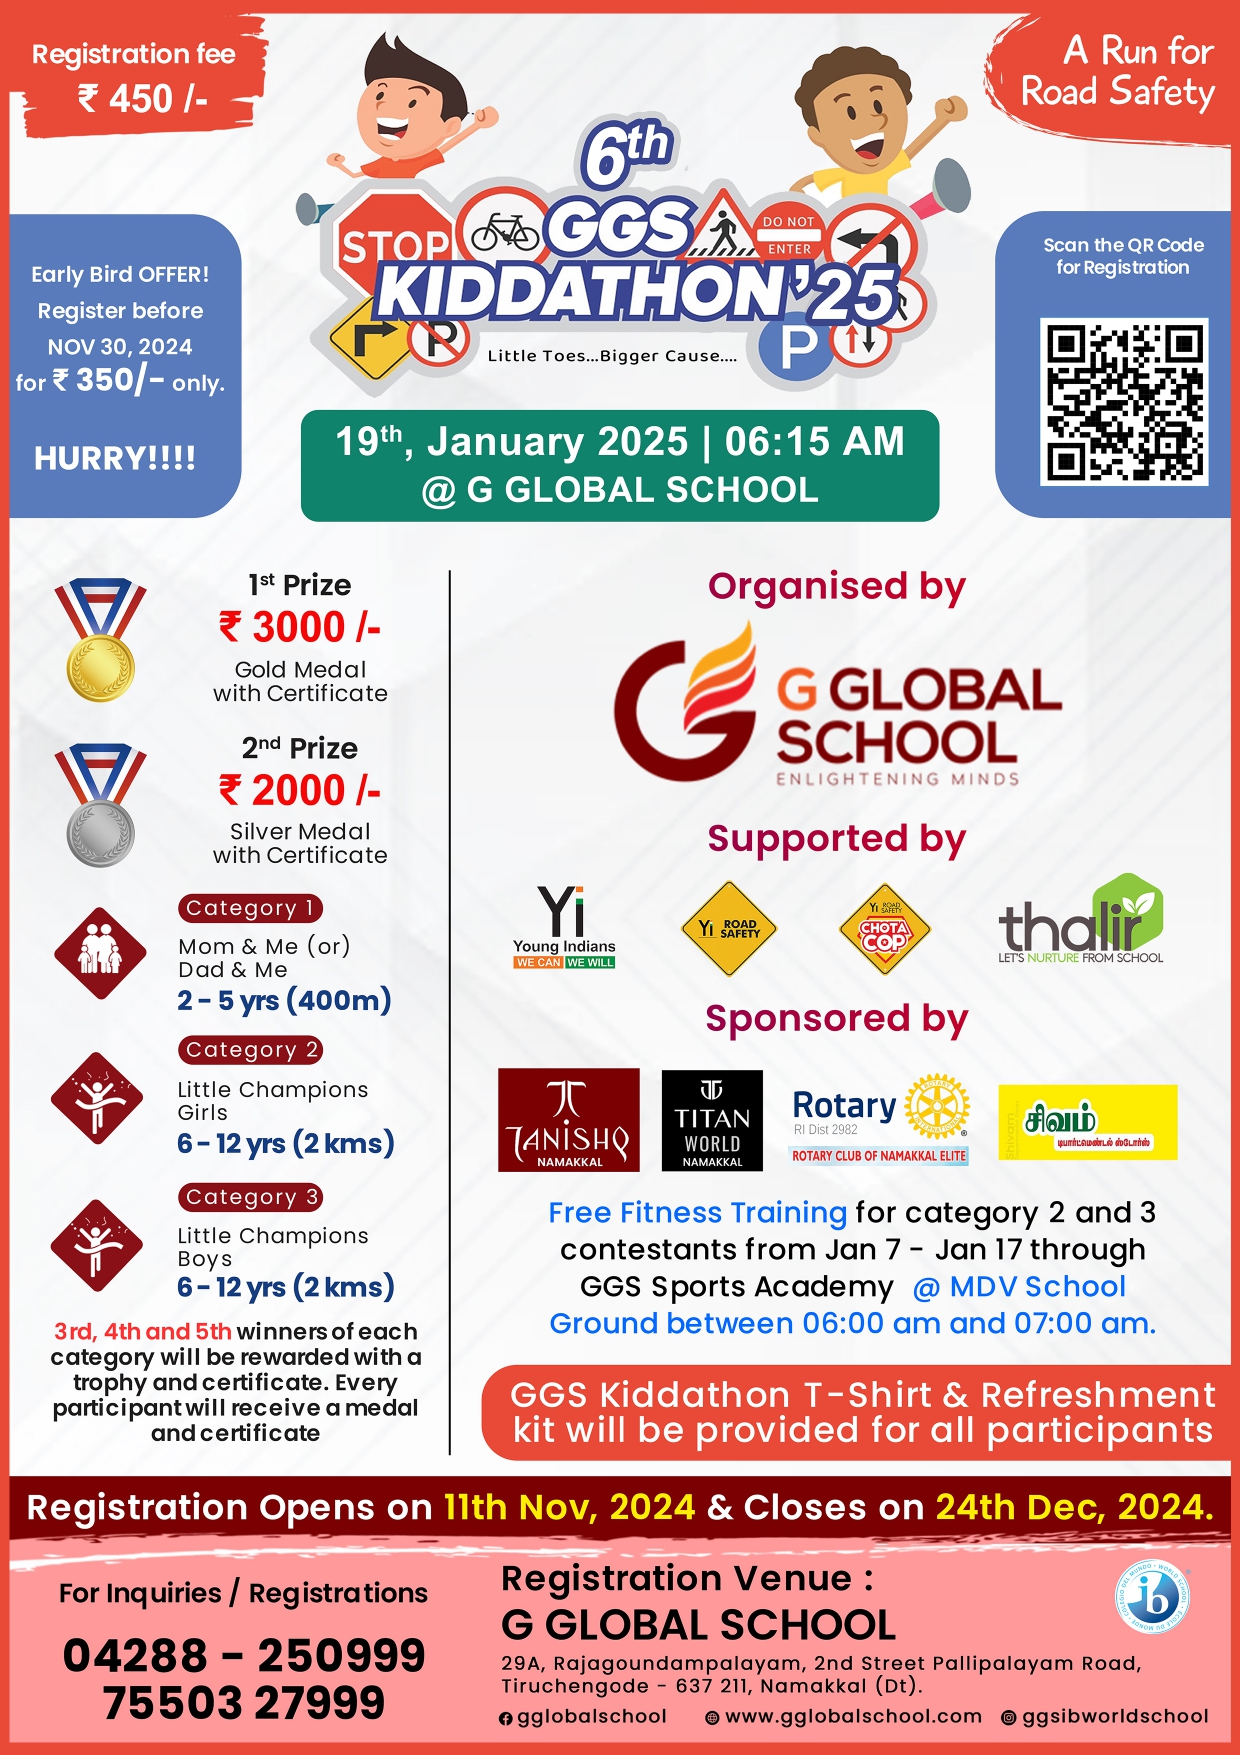 Registration fee
₹ 450 /-
A Run for
Road Safety
6th
GGS
KIDDATHON'25
STOP
DO NOT
ENTER
P
P
Little Toes...Bigger Cause....
Early Bird OFFER!
Register before
NOV 30, 2024
for ₹ 350/- only.
HURRY!!!!
Scan the QR Code
for Registration
19th, January 2025 | 06:15 AM
@ G GLOBAL SCHOOL
1st Prize
₹ 3000 /-
Gold Medal
with Certificate
2nd Prize
₹ 2000 /-
Silver Medal
with Certificate
Category 1
Mom & Me (or)
Dad & Me
2 - 5 yrs (400m)
Category 2
Little Champions
Girls
6 - 12 yrs (2 kms)
Category 3
Little Champions
Boys
6 - 12 yrs (2 kms)
3rd, 4th and 5th winners of each
category will be rewarded with a
trophy and certificate. Every
participant will receive a medal
and certificate
Organised by
G GLOBAL
SCHOOL
ENLIGHTENING MINDS
Supported by
Yi
Young Indians
WE CAN WE WILL
Yi ROAD
SAFETY
Yi ROAD
SAFETY
CHOTA
COP
thalir
LET'S NURTURE FROM SCHOOL
Sponsored by
TANISHQ
NAMAKKAL
TITAN
WORLD
NAMAKKAL
Rotary
RI Dist 2982
ROTARY CLUB OF NAMAKKAL ELITE
Shivam
சிவம்
டிபார்ட்மெண்டல் ஸ்டோர்ஸ்
Free Fitness Training for category 2 and 3
contestants from Jan 7 - Jan 17 through
GGS Sports Academy @ MDV School
Ground between 06:00 am and 07:00 am.
GGS Kiddathon T-Shirt & Refreshment
kit will be provided for all participants
Registration Opens on 11th Nov, 2024 & Closes on 24th Dec, 2024.
For Inquiries / Registrations
04288 - 250999
75503 27999
Registration Venue :
G GLOBAL SCHOOL
29A, Rajagoundampalayam, 2nd Street Pallipalayam Road,
Tiruchengode - 637 211, Namakkal (Dt).
gglobalschool www.gglobalschool.com ggsibworldschool
ib